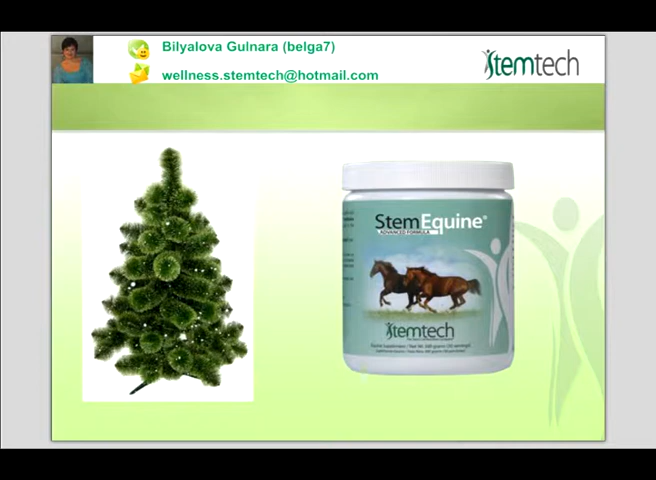 Bilyalova Gulnara (belga7)
wellness.stemtech@hotmail.com
Stemtech
StemEquine®
ADVANCED FORMULA
Stemtech